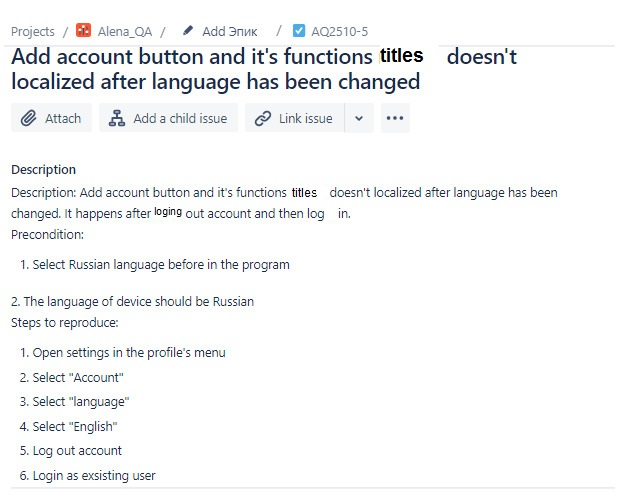 Projects / Alena_QA / Add Эпик / AQ2510-5
Add account button and it's functions titles doesn't
localized after language has been changed
Attach Add a child issue Link issue
Description
Description: Add account button and it's functions titles doesn't localized after language has been
changed. It happens after loging out account and then log in.
Precondition:
1. Select Russian language before in the program
2. The language of device should be Russian
Steps to reproduce:
1. Open settings in the profile's menu
2. Select "Account"
3. Select "language"
4. Select "English"
5. Log out account
6. Login as exsisting user